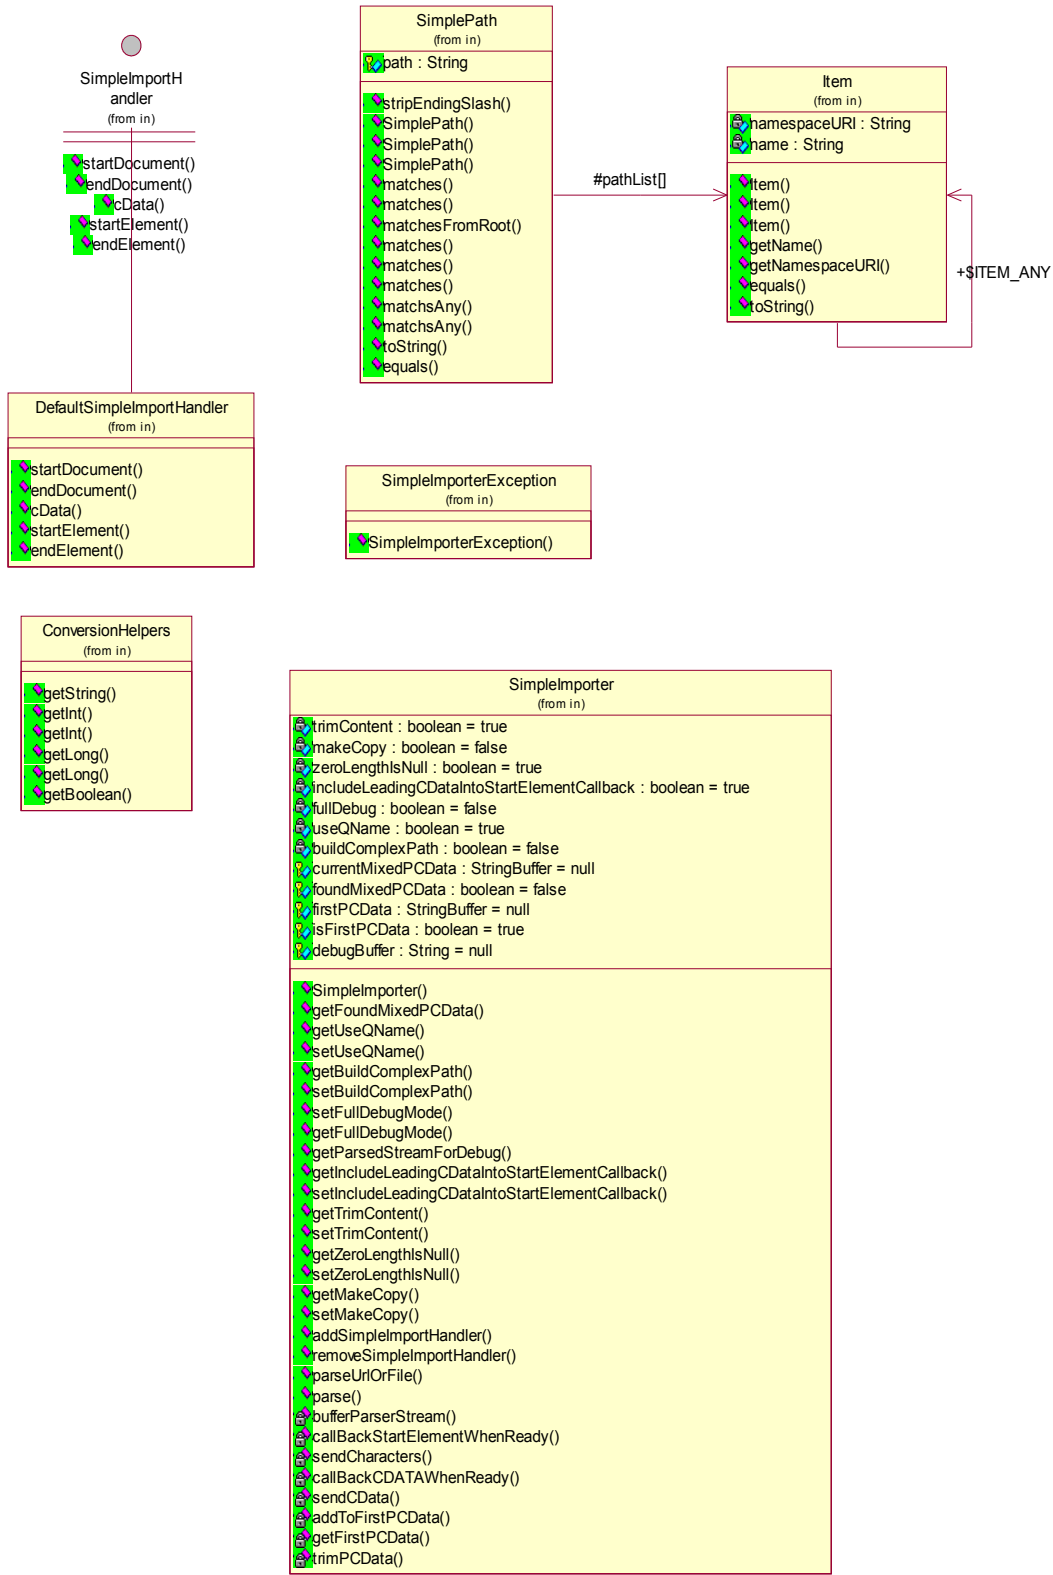 SimpleImportH
andler
(from in)
startDocument()
endDocument()
cData()
startElement()
endElement()
SimplePath
(from in)
path : String
stripEndingSlash()
SimplePath()
SimplePath()
SimplePath()
matches()
matches()
matchesFromRoot()
matches()
matches()
matches()
matchsAny()
matchsAny()
toString()
equals()
#pathList[]
Item
(from in)
namespaceURI : String
name : String
Item()
Item()
Item()
getName()
getNamespaceURI()
equals()
toString()
+$ITEM_ANY
DefaultSimpleImportHandler
(from in)
startDocument()
endDocument()
cData()
startElement()
endElement()
SimpleImporterException
(from in)
SimpleImporterException()
ConversionHelpers
(from in)
getString()
getInt()
getInt()
getLong()
getLong()
getBoolean()
SimpleImporter
(from in)
trimContent : boolean = true
makeCopy : boolean = false
zeroLengthIsNull : boolean = true
includeLeadingCDataIntoStartElementCallback : boolean = true
fullDebug : boolean = false
useQName : boolean = true
buildComplexPath : boolean = false
currentMixedPCData : StringBuffer = null
foundMixedPCData : boolean = false
firstPCData : StringBuffer = null
isFirstPCData : boolean = true
debugBuffer : String = null
SimpleImporter()
getFoundMixedPCData()
getUseQName()
setUseQName()
getBuildComplexPath()
setBuildComplexPath()
setFullDebugMode()
getFullDebugMode()
getParsedStreamForDebug()
getIncludeLeadingCDataIntoStartElementCallback()
setIncludeLeadingCDataIntoStartElementCallback()
getTrimContent()
setTrimContent()
getZeroLengthIsNull()
setZeroLengthIsNull()
getMakeCopy()
setMakeCopy()
addSimpleImportHandler()
removeSimpleImportHandler()
parseUrlOrFile()
parse()
bufferParserStream()
callBackStartElementWhenReady()
sendCharacters()
callBackCDATAWhenReady()
sendCData()
addToFirstPCData()
getFirstPCData()
trimPCData()